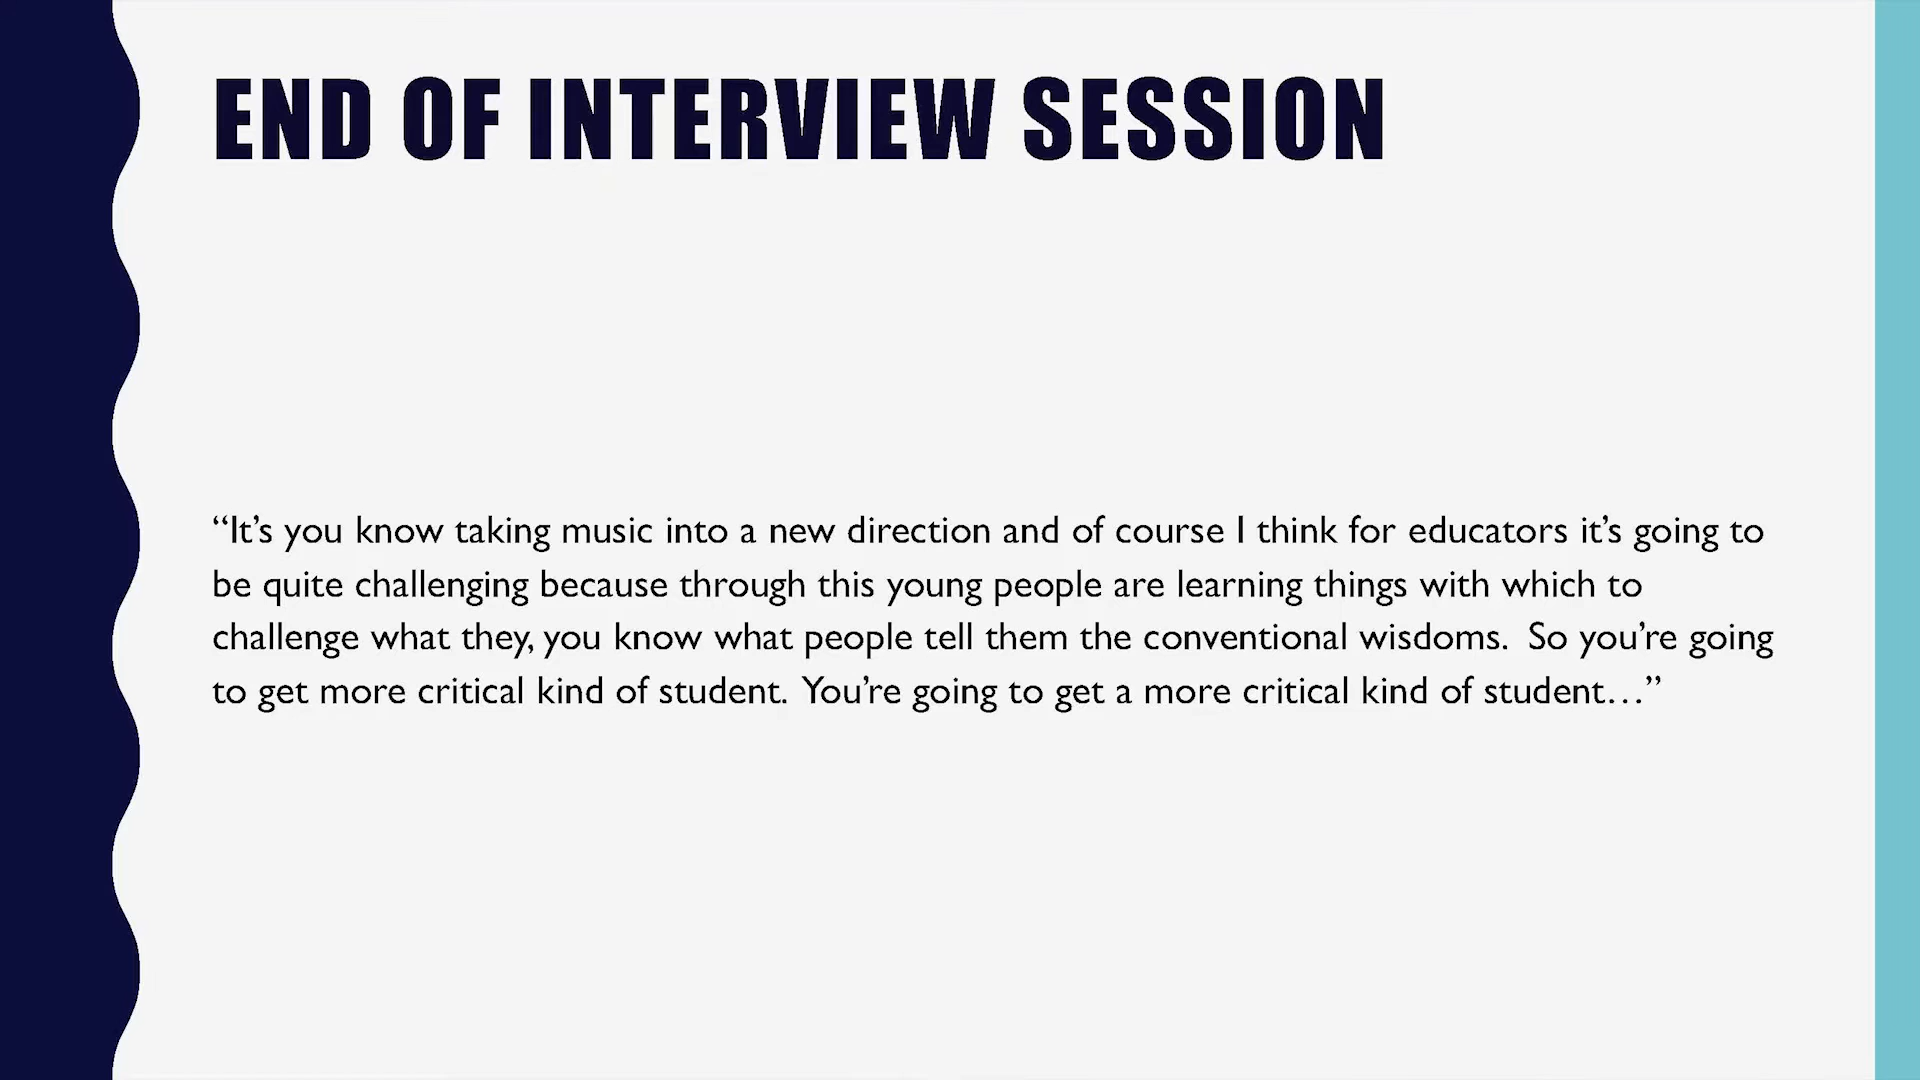 END OF INTERVIEW SESSION
“It’s you know taking music into a new direction and of course I think for educators it’s going to
be quite challenging because through this young people are learning things with which to
challenge what they, you know what people tell them the conventional wisdoms.  So you’re going
to get more critical kind of student.  You’re going to get a more critical kind of student…”